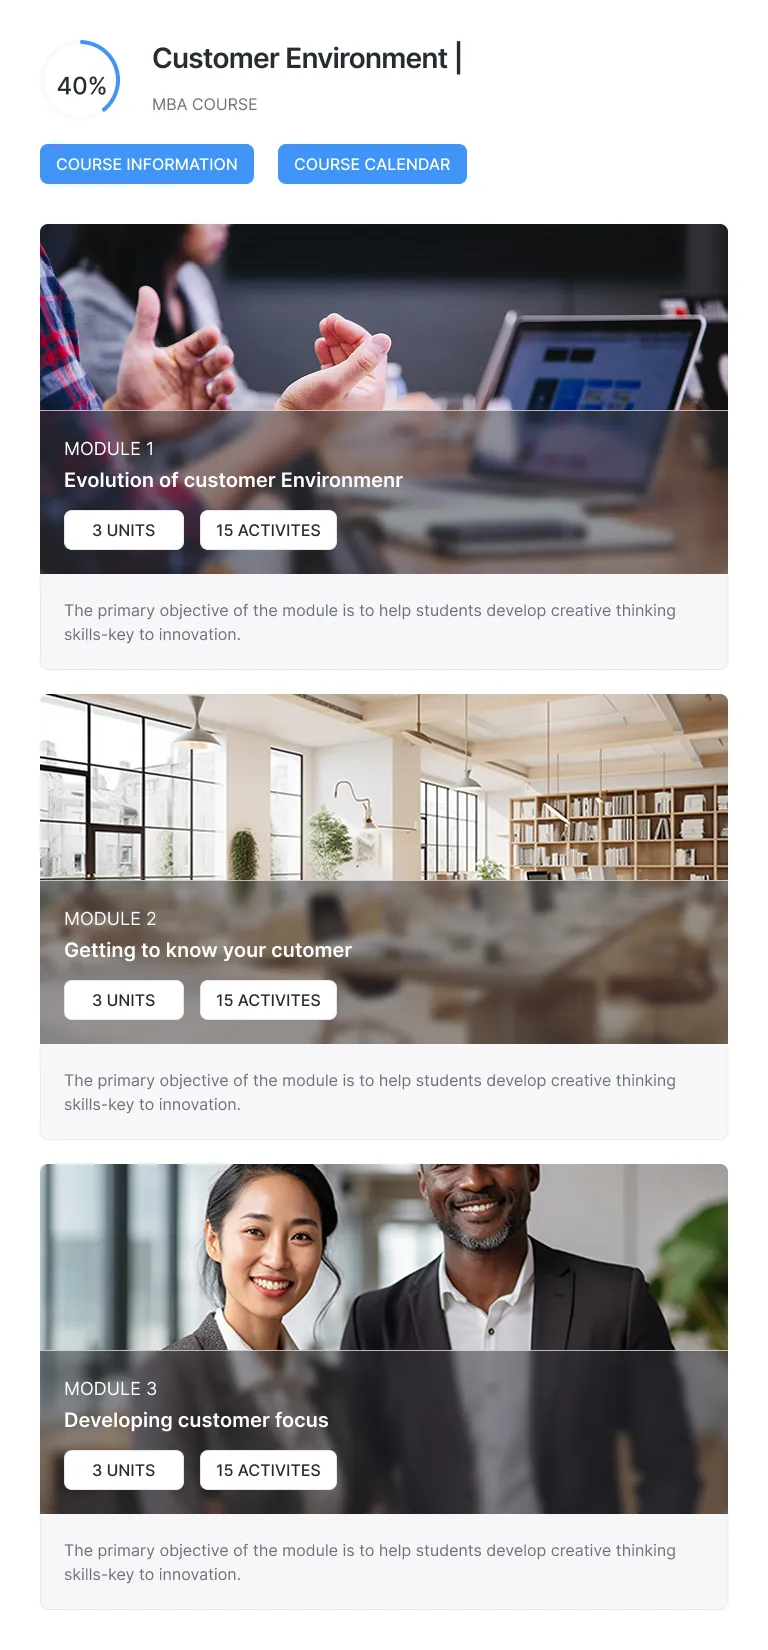 40%
Customer Environment |
MBA COURSE
COURSE INFORMATION
COURSE CALENDAR
MODULE 1
Evolution of customer Environmenr
3 UNITS
15 ACTIVITES
The primary objective of the module is to help students develop creative thinking
skills-key to innovation.
MODULE 2
Getting to know your cutomer
3 UNITS
15 ACTIVITES
The primary objective of the module is to help students develop creative thinking
skills-key to innovation.
MODULE 3
Developing customer focus
3 UNITS
15 ACTIVITES
The primary objective of the module is to help students develop creative thinking
skills-key to innovation.